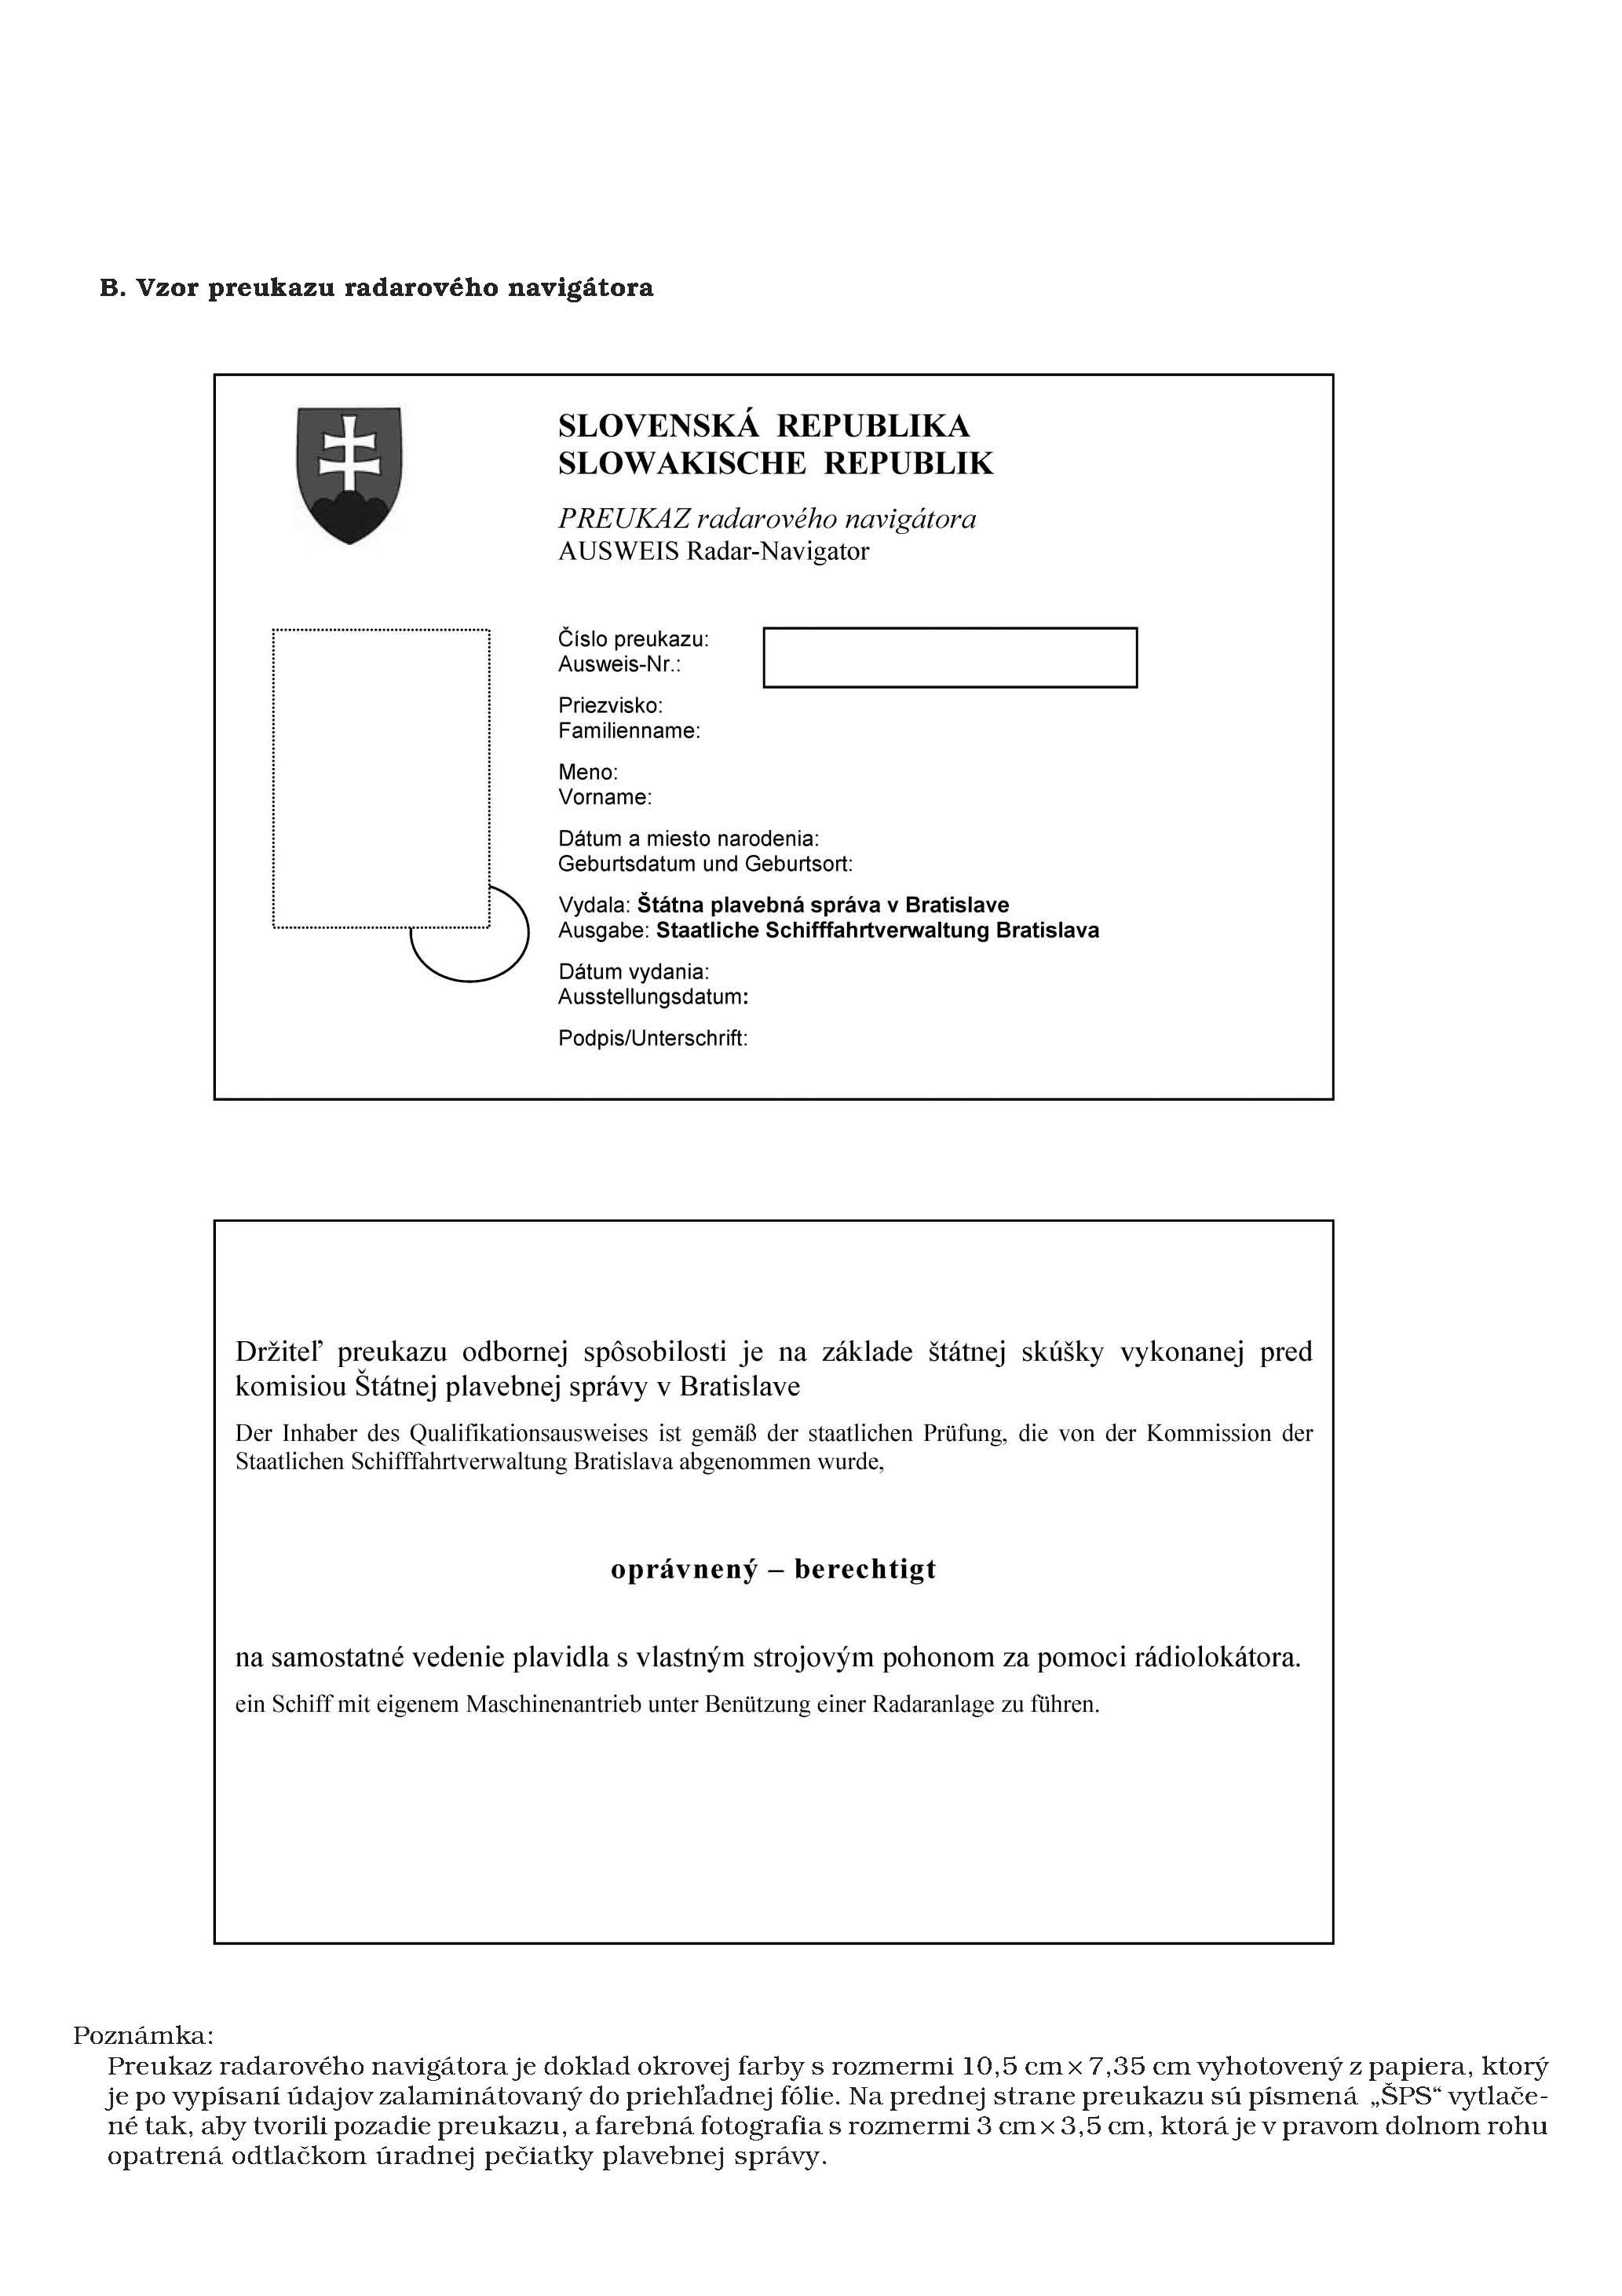 B. Vzor preukazu radarového navigátora
SLOVENSKÁ REPUBLIKA
SLOWAKISCHE REPUBLIK
PREUKAZ radarového navigátora
AUSWEIS Radar-Navigator
Číslo preukazu:
Ausweis-Nr.:
Priezvisko:
Familienname:
Meno:
Vorname:
Dátum a miesto narodenia:
Geburtsdatum und Geburtsort:
Vydala: Štátna plavebná správa v Bratislave
Ausgabe: Staatliche Schifffahrtverwaltung Bratislava
Dátum vydania:
Ausstellungsdatum:
Podpis/Unterschrift:
Držiteľ preukazu odbornej spôsobilosti je na základe štátnej skúšky vykonanej pred
komisiou Štátnej plavebnej správy v Bratislave
Der Inhaber des Qualifikationsausweises ist gemäß der staatlichen Prüfung, die von der Kommission der
Staatlichen Schifffahrtverwaltung Bratislava abgenommen wurde,
oprávnený – berechtigt
na samostatné vedenie plavidla s vlastným strojovým pohonom za pomoci rádiolokátora.
ein Schiff mit eigenem Maschinenantrieb unter Benützung einer Radaranlage zu führen.
Poznámka:
Preukaz radarového navigátora je doklad okrovej farby s rozmermi 10,5 cm × 7,35 cm vyhotovený z papiera, ktorý
je po vypísaní údajov zalaminátovaný do priehľadnej fólie. Na prednej strane preukazu sú písmená „ŠPS“ vytlače-
né tak, aby tvorili pozadie preukazu, a farebná fotografia s rozmermi 3 cm × 3,5 cm, ktorá je v pravom dolnom rohu
opatrená odtlačkom úradnej pečiatky plavebnej správy.